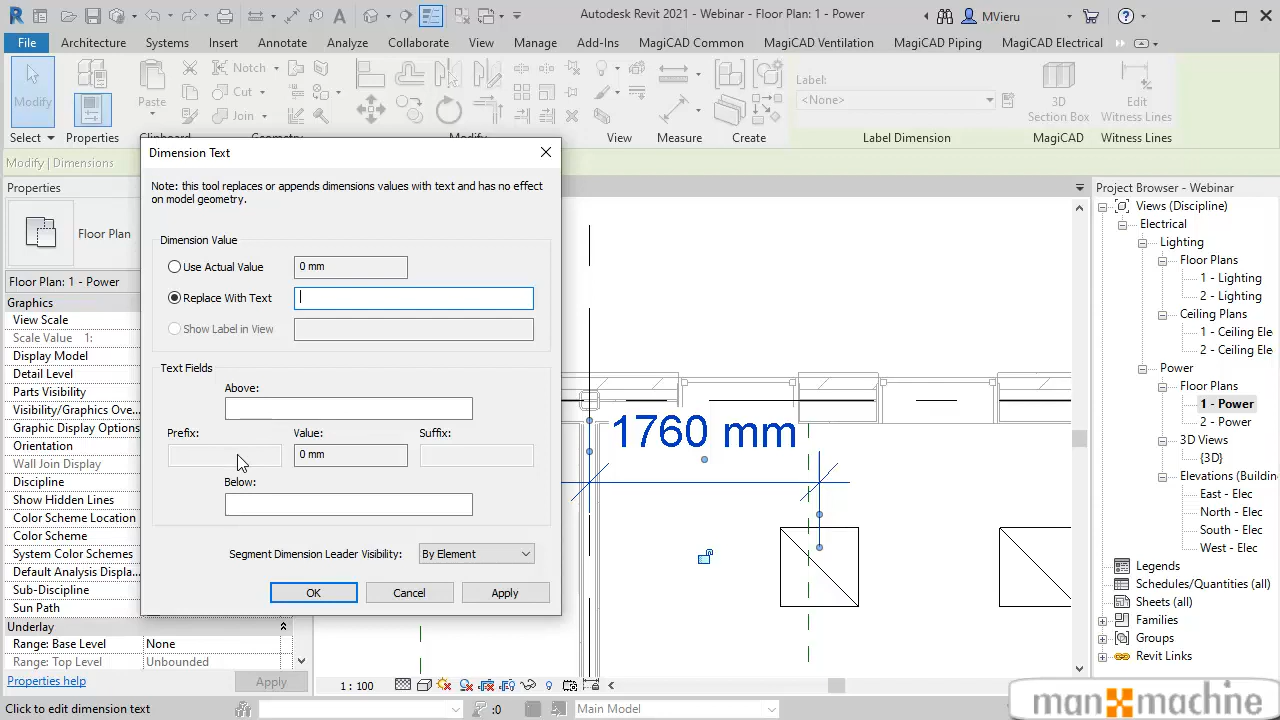 Autodesk Revit 2021 - Webinar - Floor Plan: 1 - Power
MVieru
File
Architecture
Systems
Insert
Annotate
Analyze
Collaborate
View
Manage
Add-Ins
MagiCAD Common
MagiCAD Ventilation
MagiCAD Piping
MagiCAD Electrical
Modify
Select
Properties
Paste
Clipboard
Notch
Cut
Join
Geometry
Modify
View
Measure
Create
Label:
<None>
Label Dimension
3D
Section Box
MagiCAD
Edit
Witness Lines
Witness Lines
Modify | Dimensions
Properties
Floor Plan
Floor Plan: 1 - Power
Graphics
View Scale
Scale Value 1:
Display Model
Detail Level
Parts Visibility
Visibility/Graphics Ove...
Graphic Display Options
Orientation
Wall Join Display
Discipline
Show Hidden Lines
Color Scheme Location
Color Scheme
System Color Schemes
Default Analysis Displa...
Sub-Discipline
Sun Path
Underlay
Range: Base Level
None
Range: Top Level
Unbounded
Properties help
Apply
Dimension Text
Note: this tool replaces or appends dimensions values with text and has no effect
on model geometry.
Dimension Value
Use Actual Value
0 mm
Replace With Text
Show Label in View
Text Fields
Above:
Prefix:
Value:
Suffix:
0 mm
Below:
Segment Dimension Leader Visibility:
By Element
OK
Cancel
Apply
1760 mm
Project Browser - Webinar
Views (Discipline)
Electrical
Lighting
Floor Plans
1 - Lighting
2 - Lighting
Ceiling Plans
1 - Ceiling Ele
2 - Ceiling Ele
Power
Floor Plans
1 - Power
2 - Power
3D Views
{3D}
Elevations (Building
East - Elec
North - Elec
South - Elec
West - Elec
Legends
Schedules/Quantities (all)
Sheets (all)
Families
Groups
Revit Links
1 : 100
Click to edit dimension text
:0
Main Model
man machine